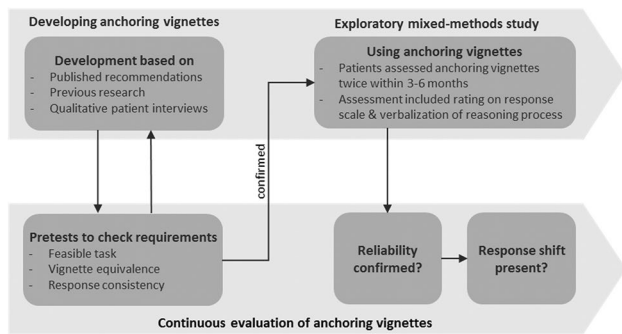 Developing anchoring vignettes
Exploratory mixed-methods study
Development based on
- Published recommendations
- Previous research
- Qualitative patient interviews
Using anchoring vignettes
- Patients assessed anchoring vignettes
twice within 3-6 months
- Assessment included rating on response
scale & verbalization of reasoning process
confirmed
Pretests to check requirements
- Feasible task
- Vignette equivalence
- Response consistency
Reliability
confirmed?
Response shift
present?
Continuous evaluation of anchoring vignettes